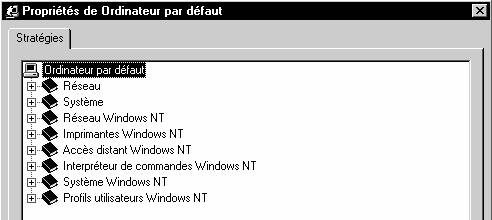 Propriétés de Ordinateur par défaut
Stratégies
Ordinateur par défaut
Réseau
Système
Réseau Windows NT
Imprimantes Windows NT
Accès distant Windows NT
Interpréteur de commandes Windows NT
Système Windows NT
Profils utilisateurs Windows NT